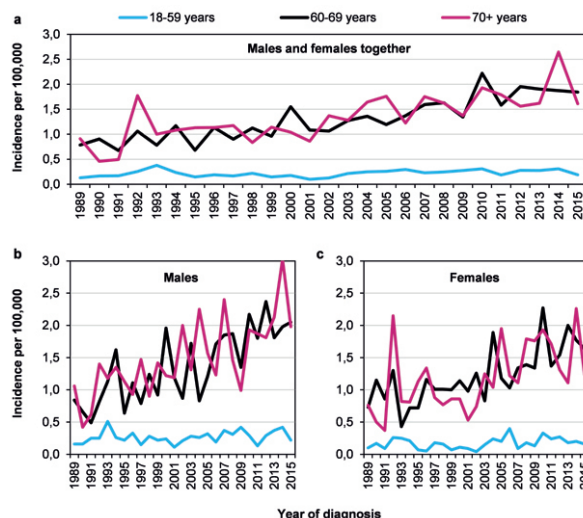 18-59 years 60-69 years 70+ years
a
Males and females together
Incidence per 100,000
3,0
2,5
2,0
1,5
1,0
0,5
0,0
1989 1990 1991 1992 1993 1994 1995 1996 1997 1998 1999 2000 2001 2002 2003 2004 2005 2006 2007 2008 2009 2010 2011 2012 2013 2014 2015
b
Males
Incidence per 100,000
3,0
2,5
2,0
1,5
1,0
0,5
0,0
1989 1991 1993 1995 1997 1999 2001 2003 2005 2007 2009 2011 2013 2015
c
Females
3,0
2,5
2,0
1,5
1,0
0,5
0,0
1989 1991 1993 1995 1997 1999 2001 2003 2005 2007 2009 2011 2013 2015
Year of diagnosis